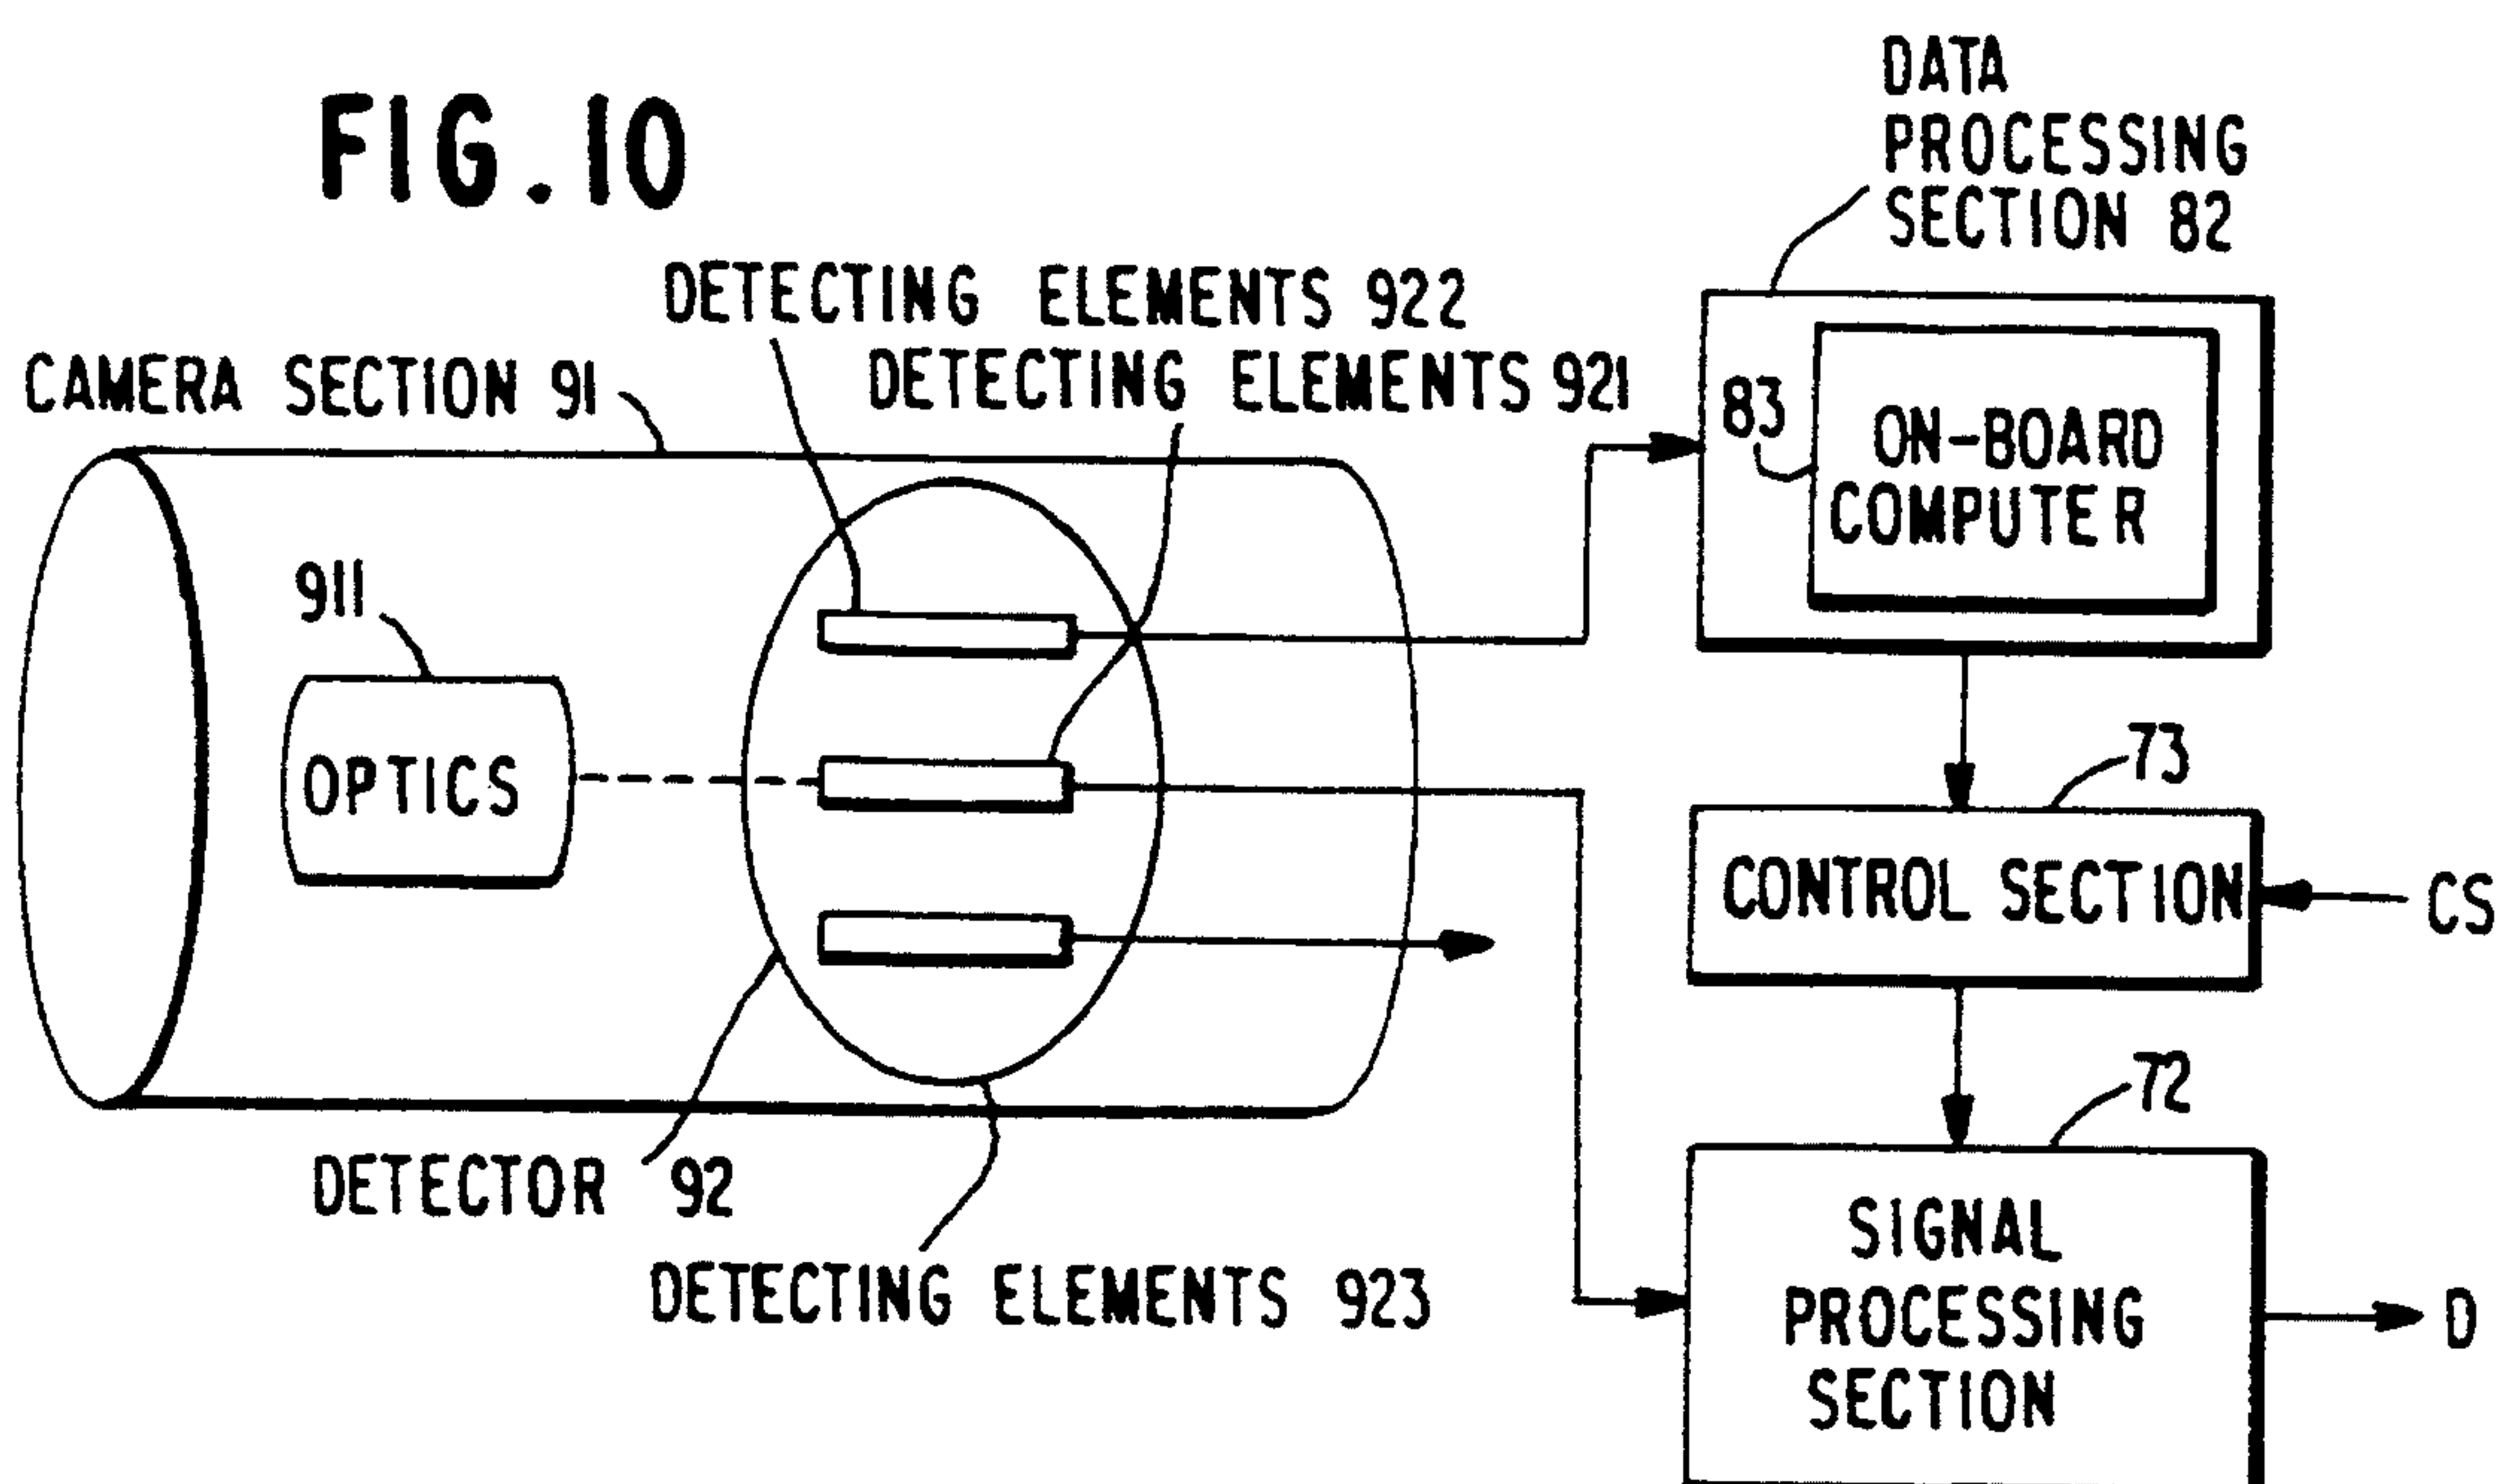 FIG. 10
DATA
PROCESSING
SECTION 82
DETECTING ELEMENTS 922
DETECTING ELEMENTS 921
CAMERA SECTION 91
83
ON-BOARD
COMPUTER
911
OPTICS
73
CONTROL SECTION
CS
72
DETECTOR 92
DETECTING ELEMENTS 923
SIGNAL
PROCESSING
SECTION
D